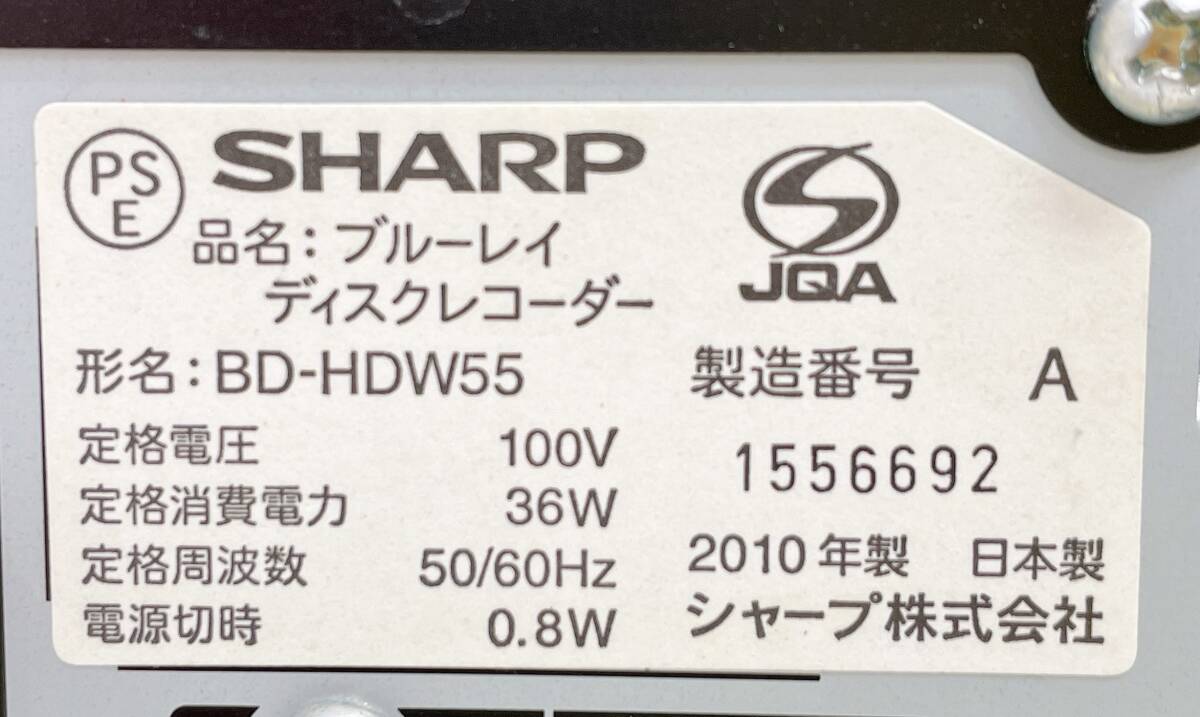 PS
E
SHARP
品名:ブルーレイ
ディスクレコーダー
JQA
形名:BD-HDW55
製造番号 A
定格電圧 100V
1556692
定格消費電力 36W
定格周波数 50/60Hz
2010年製 日本製
電源切時 0.8W
シャープ株式会社